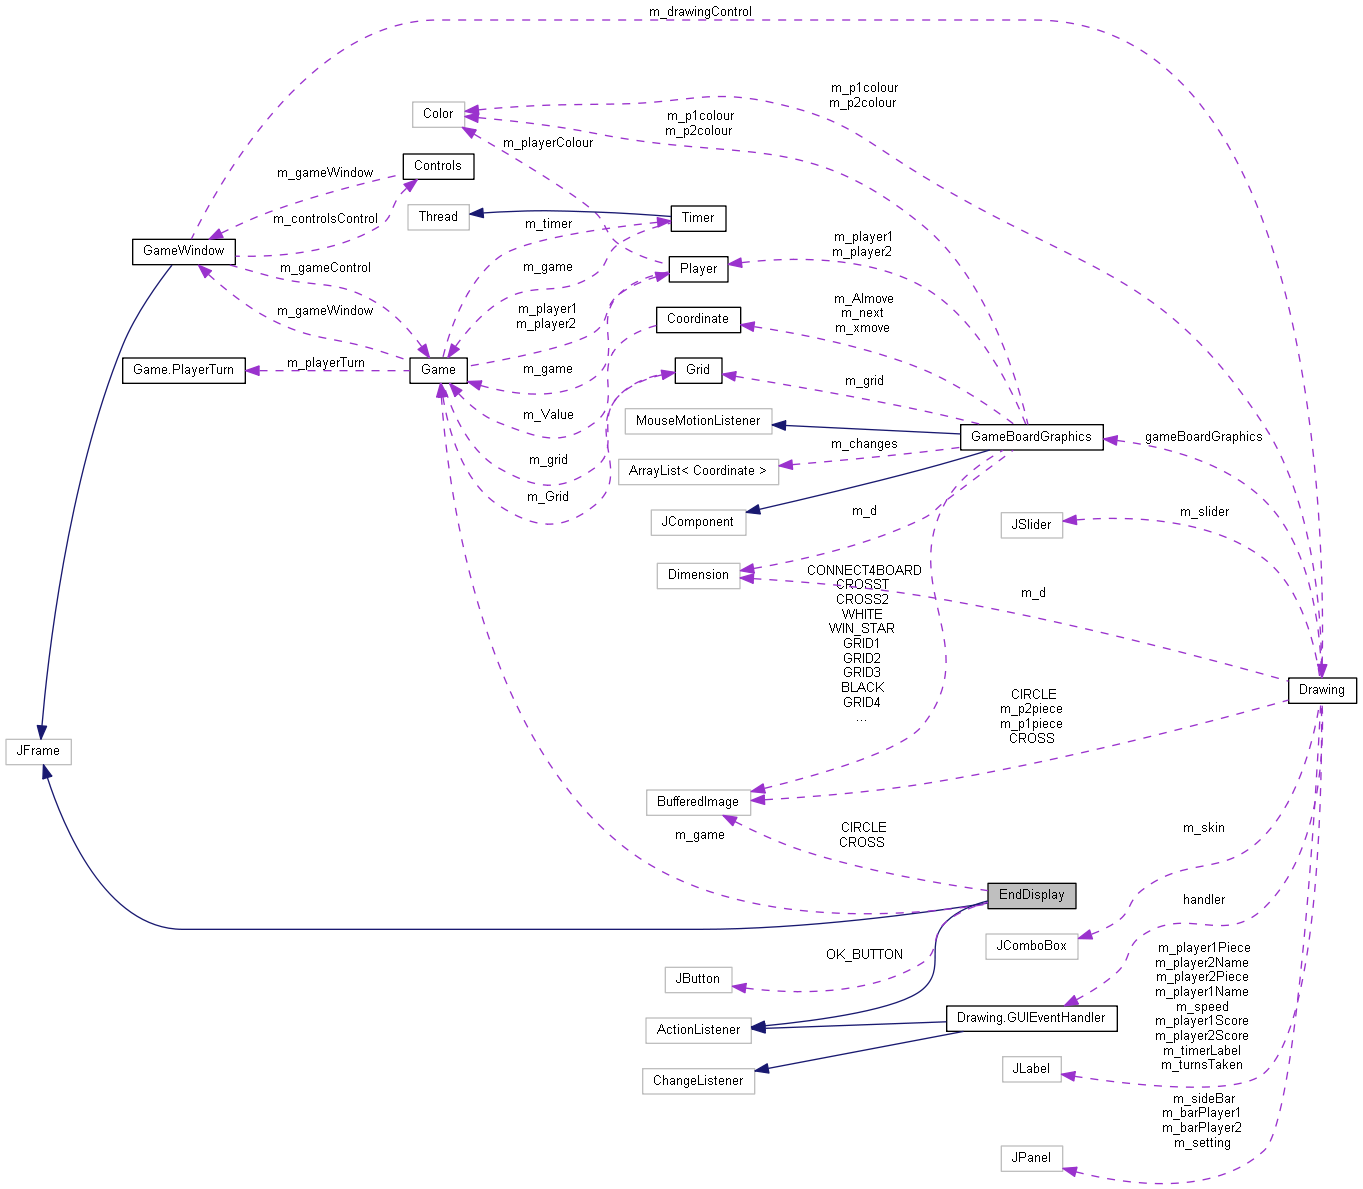 m_drawingControl
m_p1colour
m_p2colour
Color
m_p1colour
m_p2colour
m_playerColour
Controls
m_gameWindow
Thread
m_controlsControl
Timer
m_timer
GameWindow
m_player1
m_player2
m_gameControl
m_game
Player
m_AImove
m_next
m_xmove
m_gameWindow
m_player1
m_player2
Coordinate
Game.PlayerTurn
m_playerTurn
Game
m_game
Grid
m_grid
m_Value
MouseMotionListener
GameBoardGraphics
gameBoardGraphics
m_changes
m_grid
ArrayList< Coordinate >
m_Grid
JComponent
m_d
JSlider
m_slider
Dimension
CONNECT4BOARD
CROSST
CROSS2
WHITE
WIN_STAR
GRID1
GRID2
GRID3
BLACK
GRID4
...
m_d
Drawing
CIRCLE
m_p2piece
m_p1piece
CROSS
JFrame
BufferedImage
m_game
CIRCLE
CROSS
m_skin
EndDisplay
handler
JComboBox
OK_BUTTON
JButton
m_player1Piece
m_player2Name
m_player2Piece
m_player1Name
m_speed
m_player1Score
m_player2Score
m_timerLabel
m_turnsTaken
Drawing.GUIEventHandler
ActionListener
JLabel
ChangeListener
m_sideBar
m_barPlayer1
m_barPlayer2
m_setting
JPanel